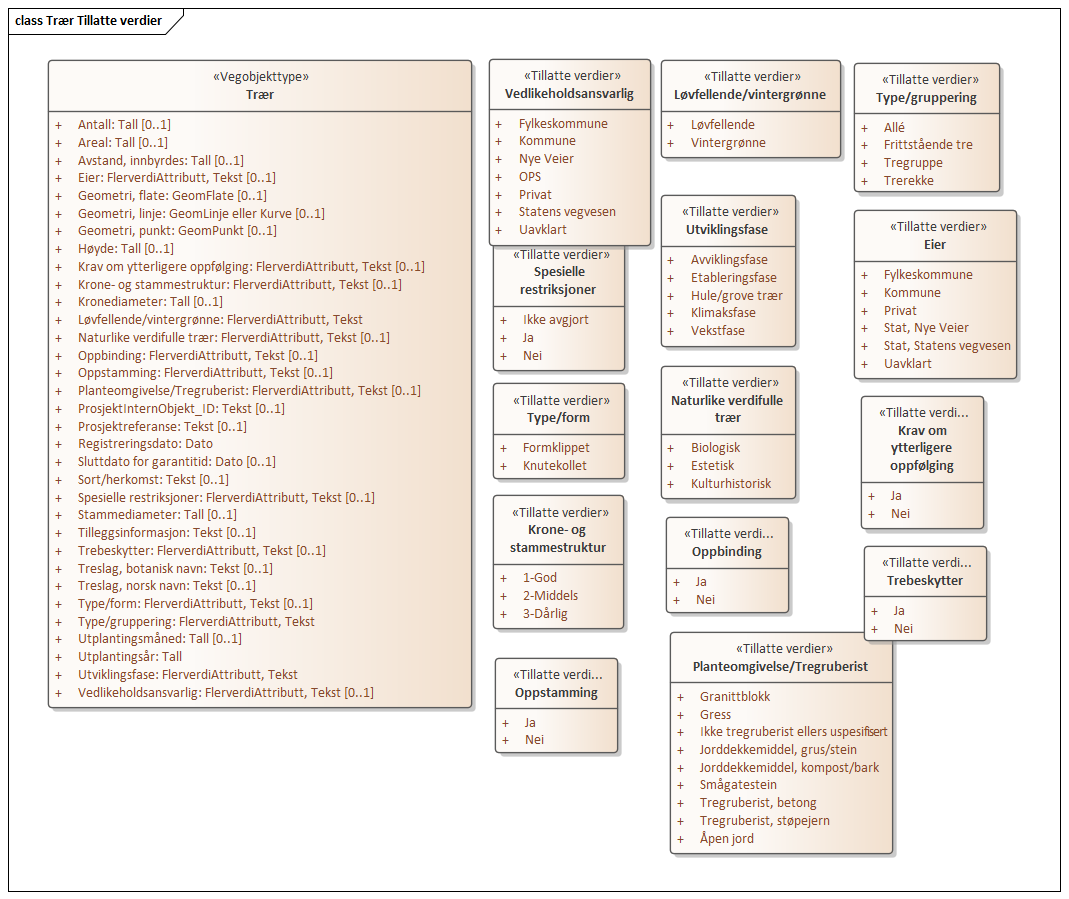 class Trær Tillatte verdier
«Vegobjekttype»
Trær
+ Antall: Tall [0..1]
+ Areal: Tall [0..1]
+ Avstand, innbyrdes: Tall [0..1]
+ Eier: FlerverdiAttributt, Tekst [0..1]
+ Geometri, flate: GeomFlate [0..1]
+ Geometri, linje: GeomLinje eller Kurve [0..1]
+ Geometri, punkt: GeomPunkt [0..1]
+ Høyde: Tall [0..1]
+ Krav om ytterligere oppfølging: FlerverdiAttributt, Tekst [0..1]
+ Krone- og stammestruktur: FlerverdiAttributt, Tekst [0..1]
+ Kronediameter: Tall [0..1]
+ Løvfellende/vintergrønne: FlerverdiAttributt, Tekst
+ Naturlike verdifulle trær: FlerverdiAttributt, Tekst [0..1]
+ Oppbinding: FlerverdiAttributt, Tekst [0..1]
+ Oppstamming: FlerverdiAttributt, Tekst [0..1]
+ Planteomgivelse/Tregruberist: FlerverdiAttributt, Tekst [0..1]
+ ProsjektInternObjekt_ID: Tekst [0..1]
+ Prosjektreferanse: Tekst [0..1]
+ Registreringsdato: Dato
+ Sluttdato for garantitid: Dato [0..1]
+ Sort/herkomst: Tekst [0..1]
+ Spesielle restriksjoner: FlerverdiAttributt, Tekst [0..1]
+ Stammediameter: Tall [0..1]
+ Tilleggsinformasjon: Tekst [0..1]
+ Trebeskytter: FlerverdiAttributt, Tekst [0..1]
+ Treslag, botanisk navn: Tekst [0..1]
+ Treslag, norsk navn: Tekst [0..1]
+ Type/form: FlerverdiAttributt, Tekst [0..1]
+ Type/gruppering: FlerverdiAttributt, Tekst
+ Utplantingsmåned: Tall [0..1]
+ Utplantingsår: Tall
+ Utviklingsfase: FlerverdiAttributt, Tekst
+ Vedlikeholdsansvarlig: FlerverdiAttributt, Tekst [0..1]
«Tillatte verdier»
Vedlikeholdsansvarlig
+ Fylkeskommune
+ Kommune
+ Nye Veier
+ OPS
+ Privat
+ Statens vegvesen
+ Uavklart
«Tillatte verdier»
Spesielle
restriksjoner
+ Ikke avgjort
+ Ja
+ Nei
«Tillatte verdier»
Type/form
+ Formklippet
+ Knutekollet
«Tillatte verdier»
Krone- og
stammestruktur
+ 1-God
+ 2-Middels
+ 3-Dårlig
«Tillatte verdi...
Oppstamming
+ Ja
+ Nei
«Tillatte verdier»
Løvfellende/vintergrønne
+ Løvfellende
+ Vintergrønne
«Tillatte verdier»
Utviklingsfase
+ Avviklingsfase
+ Etableringsfase
+ Hule/grove trær
+ Klimaksfase
+ Vekstfase
«Tillatte verdier»
Naturlike verdifulle
trær
+ Biologisk
+ Estetisk
+ Kulturhistorisk
«Tillatte verdi...
Oppbinding
+ Ja
+ Nei
«Tillatte verdier»
Planteomgivelse/Tregruberist
+ Granittblokk
+ Gress
+ Ikke tregruberist ellers uspesifisert
+ Jorddekkemiddel, grus/stein
+ Jorddekkemiddel, kompost/bark
+ Smågatestein
+ Tregruberist, betong
+ Tregruberist, støpejern
+ Åpen jord
«Tillatte verdier»
Type/gruppering
+ Allé
+ Frittstående tre
+ Tregruppe
+ Trerekke
«Tillatte verdier»
Eier
+ Fylkeskommune
+ Kommune
+ Privat
+ Stat, Nye Veier
+ Stat, Statens vegvesen
+ Uavklart
«Tillatte verdi...
Krav om
ytterligere
oppfølging
+ Ja
+ Nei
«Tillatte verdi...
Trebeskytter
+ Ja
+ Nei